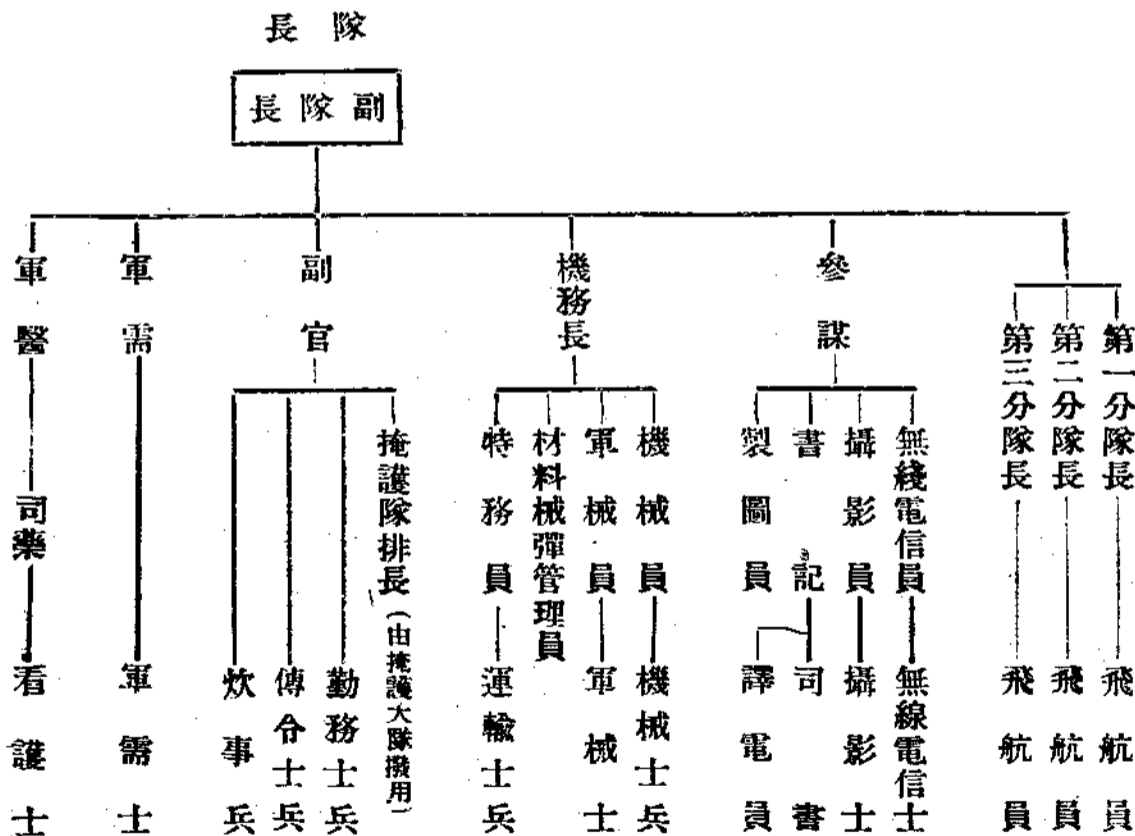 隊長
副隊長
第一分隊長
飛航員
第二分隊長
飛航員
第三分隊長
飛航員
參謀
無綫電信員
無線電信士
攝影員
攝影士
書記
司書
譯電員
製圖員
機務長
機械員
機械士兵
軍械員
軍械士
材料械彈管理員
特務員
運輸士兵
副官
掩護隊排長(由掩護大隊撥用)
勤務士兵
傳令士兵
炊事兵
軍需
軍需士
軍醫
司藥
看護士